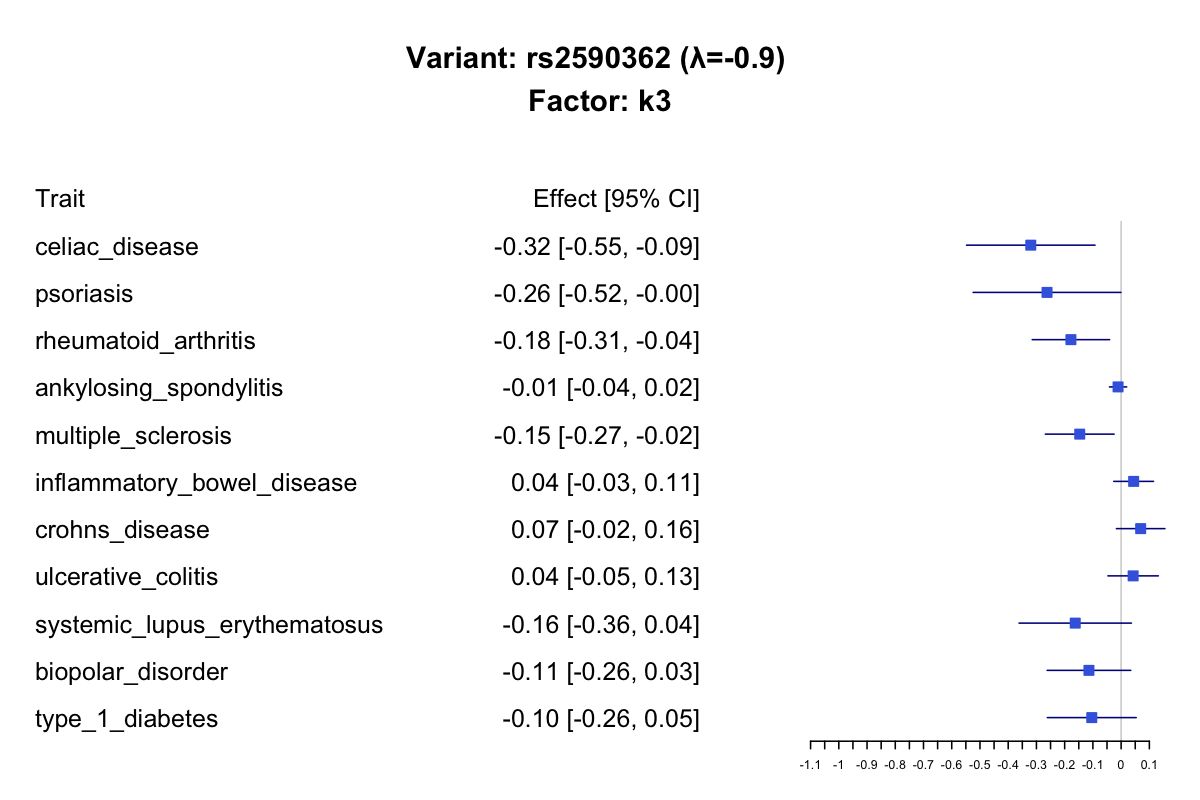 Variant: rs2590362 (λ=-0.9)
Factor: k3
Trait Effect [95% CI]
celiac_disease -0.32 [-0.55, -0.09]
psoriasis -0.26 [-0.52, -0.00]
rheumatoid_arthritis -0.18 [-0.31, -0.04]
ankylosing_spondylitis -0.01 [-0.04, 0.02]
multiple_sclerosis -0.15 [-0.27, -0.02]
inflammatory_bowel_disease 0.04 [-0.03, 0.11]
crohns_disease 0.07 [-0.02, 0.16]
ulcerative_colitis 0.04 [-0.05, 0.13]
systemic_lupus_erythematosus -0.16 [-0.36, 0.04]
biopolar_disorder -0.11 [-0.26, 0.03]
type_1_diabetes -0.10 [-0.26, 0.05]
-1.1 -1 -0.9 -0.8 -0.7 -0.6 -0.5 -0.4 -0.3 -0.2 -0.1 0 0.1